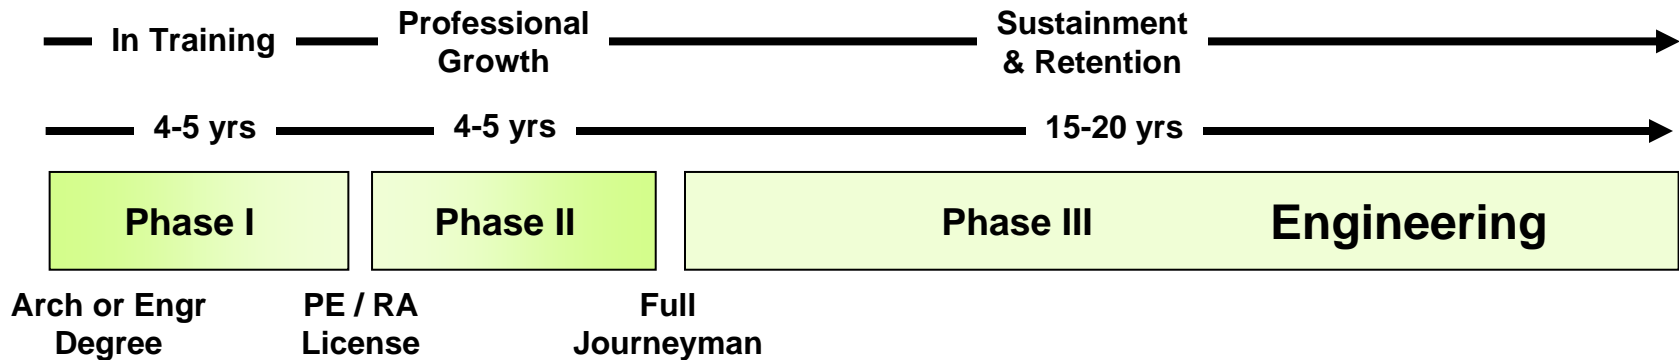 In Training
Professional
Growth
Sustainment
& Retention
4-5 yrs
4-5 yrs
15-20 yrs
Phase I
Phase II
Phase III
Engineering
Arch or Engr
Degree
PE / RA
License
Full
Journeyman